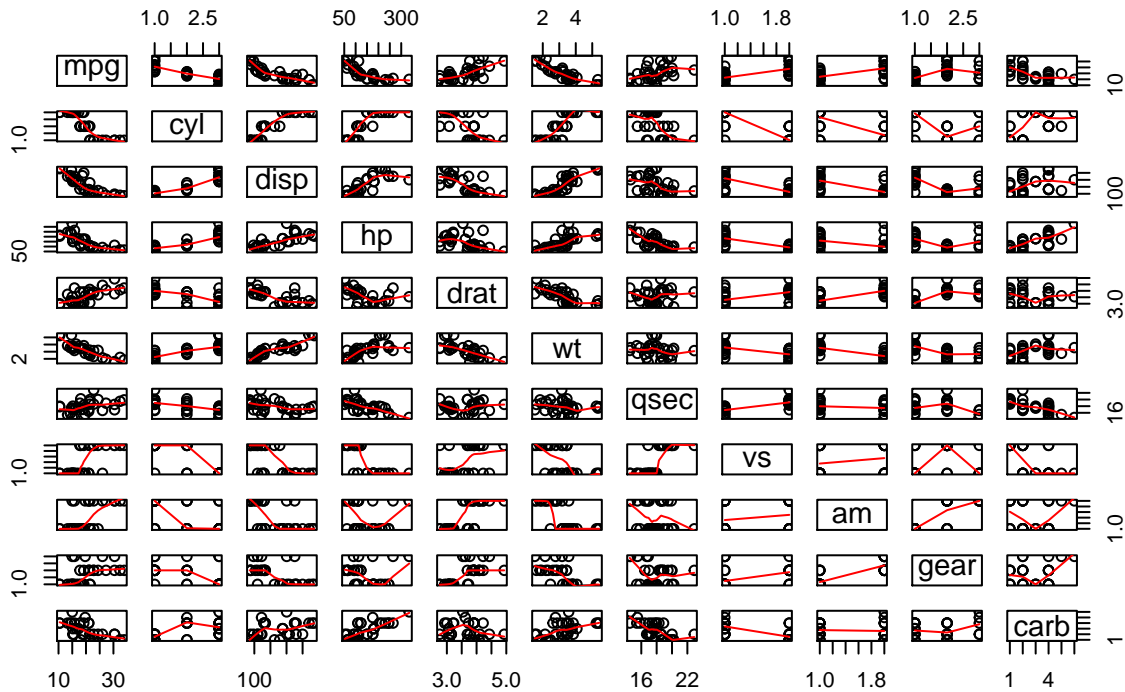 1.0 2.5 50 300 2 4 1.0 1.8 1.0 2.5
mpg 10
1.0 cyl
disp 100
50 hp
drat 3.0
2 wt
qsec 16
1.0 vs
am 1.0
1.0 gear
carb 1
10 30 100 3.0 5.0 16 22 1.0 1.8 1 4